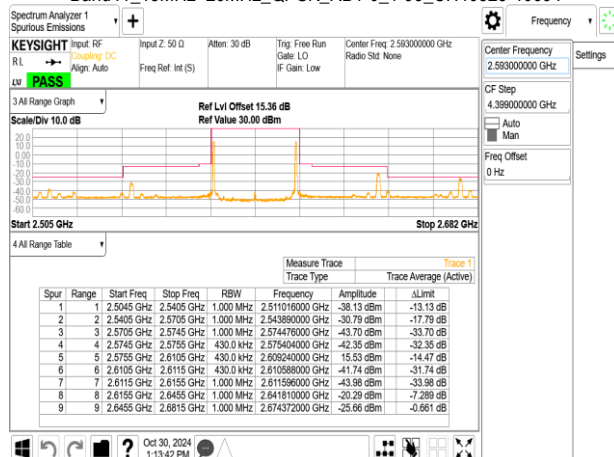 Spectrum Analyzer 1
Spurious Emissions
Frequency
KEYSIGHT Input: RF Input Z: 50 Ω Atten: 30 dB Trig: Free Run Center Freq: 2.593000000 GHz
RL Coupling: DC Gate: LO Radio Std: None
Align: Auto Freq Ref: Int (S) IF Gain: Low
PASS
Center Frequency
2.593000000 GHz
Settings
CF Step
4.399000000 GHz
Auto
Man
Freq Offset
0 Hz
3 All Range Graph
Ref Lvl Offset 15.36 dB
Scale/Div 10.0 dB Ref Value 30.00 dBm
20.0
10.0
0.00
-10.0
-20.0
-30.0
-40.0
-50.0
-60.0
Start 2.505 GHz Stop 2.682 GHz
4 All Range Table
Measure Trace Trace 1
Trace Type Trace Average (Active)
Spur Range Start Freq Stop Freq RBW Frequency Amplitude ΔLimit
1 1 2.5045 GHz 2.5405 GHz 1.000 MHz 2.511016000 GHz -38.13 dBm -13.13 dB
2 2 2.5405 GHz 2.5705 GHz 1.000 MHz 2.543890000 GHz -30.79 dBm -17.79 dB
3 3 2.5705 GHz 2.5745 GHz 1.000 MHz 2.574476000 GHz -43.70 dBm -33.70 dB
4 4 2.5745 GHz 2.5755 GHz 430.0 kHz 2.575404000 GHz -42.35 dBm -32.35 dB
5 5 2.5755 GHz 2.6105 GHz 430.0 kHz 2.609240000 GHz 15.53 dBm -14.47 dB
6 6 2.6105 GHz 2.6115 GHz 430.0 kHz 2.610588000 GHz -41.74 dBm -31.74 dB
7 7 2.6115 GHz 2.6155 GHz 1.000 MHz 2.611596000 GHz -43.98 dBm -33.98 dB
8 8 2.6155 GHz 2.6455 GHz 1.000 MHz 2.641810000 GHz -20.29 dBm -7.289 dB
9 9 2.6455 GHz 2.6815 GHz 1.000 MHz 2.674372000 GHz -25.66 dBm -0.661 dB
Oct 30, 2024
1:13:42 PM